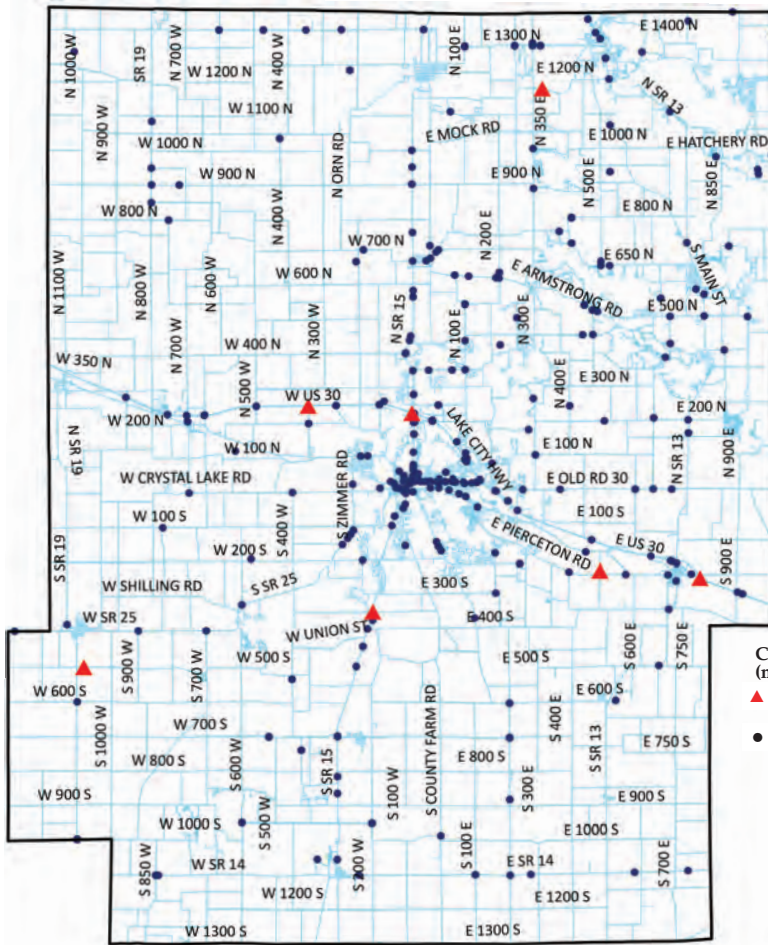 N 1000 W
SR 19
N 700 W
N 400 W
N 100 E
E 1300 N
E 1400 N
W 1200 N
E 1200 N
N SR 13
W 1100 N
N 900 W
N ORN RD
E MOCK RD
N 350 E
E 1000 N
E HATCHERY RD
W 1000 N
W 900 N
E 900 N
N 500 E
N 850 E
W 800 N
E 800 N
N 400 W
W 700 N
N 200 E
E 650 N
S MAIN ST
N 1100 W
N 800 W
N 600 W
W 600 N
E ARMSTRONG RD
E 500 N
N SR 15
N 300 W
N 100 E
N 300 E
W 400 N
W 350 N
N 700 W
N 500 W
E 300 N
N 400 E
W US 30
W 200 N
LAKE CITY HWY
E 200 N
N SR 19
W 100 N
E 100 N
N SR 13
N 900 E
W CRYSTAL LAKE RD
S ZIMMER RD
E OLD RD 30
W 100 S
S 400 W
E 100 S
S SR 19
W 200 S
E PIERCETON RD
E US 30
S 900 E
W SHILLING RD
S SR 25
E 300 S
W SR 25
W UNION ST
E 400 S
S 900 W
S 700 W
W 500 S
E 500 S
S 600 E
S 750 E
C
(n
W 600 S
S 1000 W
S COUNTY FARM RD
S 400 E
E 600 S
W 700 S
S SR 13
E 750 S
W 800 S
S 600 W
S SR 15
E 800 S
W 900 S
S 100 W
S 300 E
E 900 S
W 1000 S
S 500 W
S 100 E
E 1000 S
W SR 14
S 850 W
S 200 W
E SR 14
S 700 E
W 1200 S
E 1200 S
W 1300 S
E 1300 S